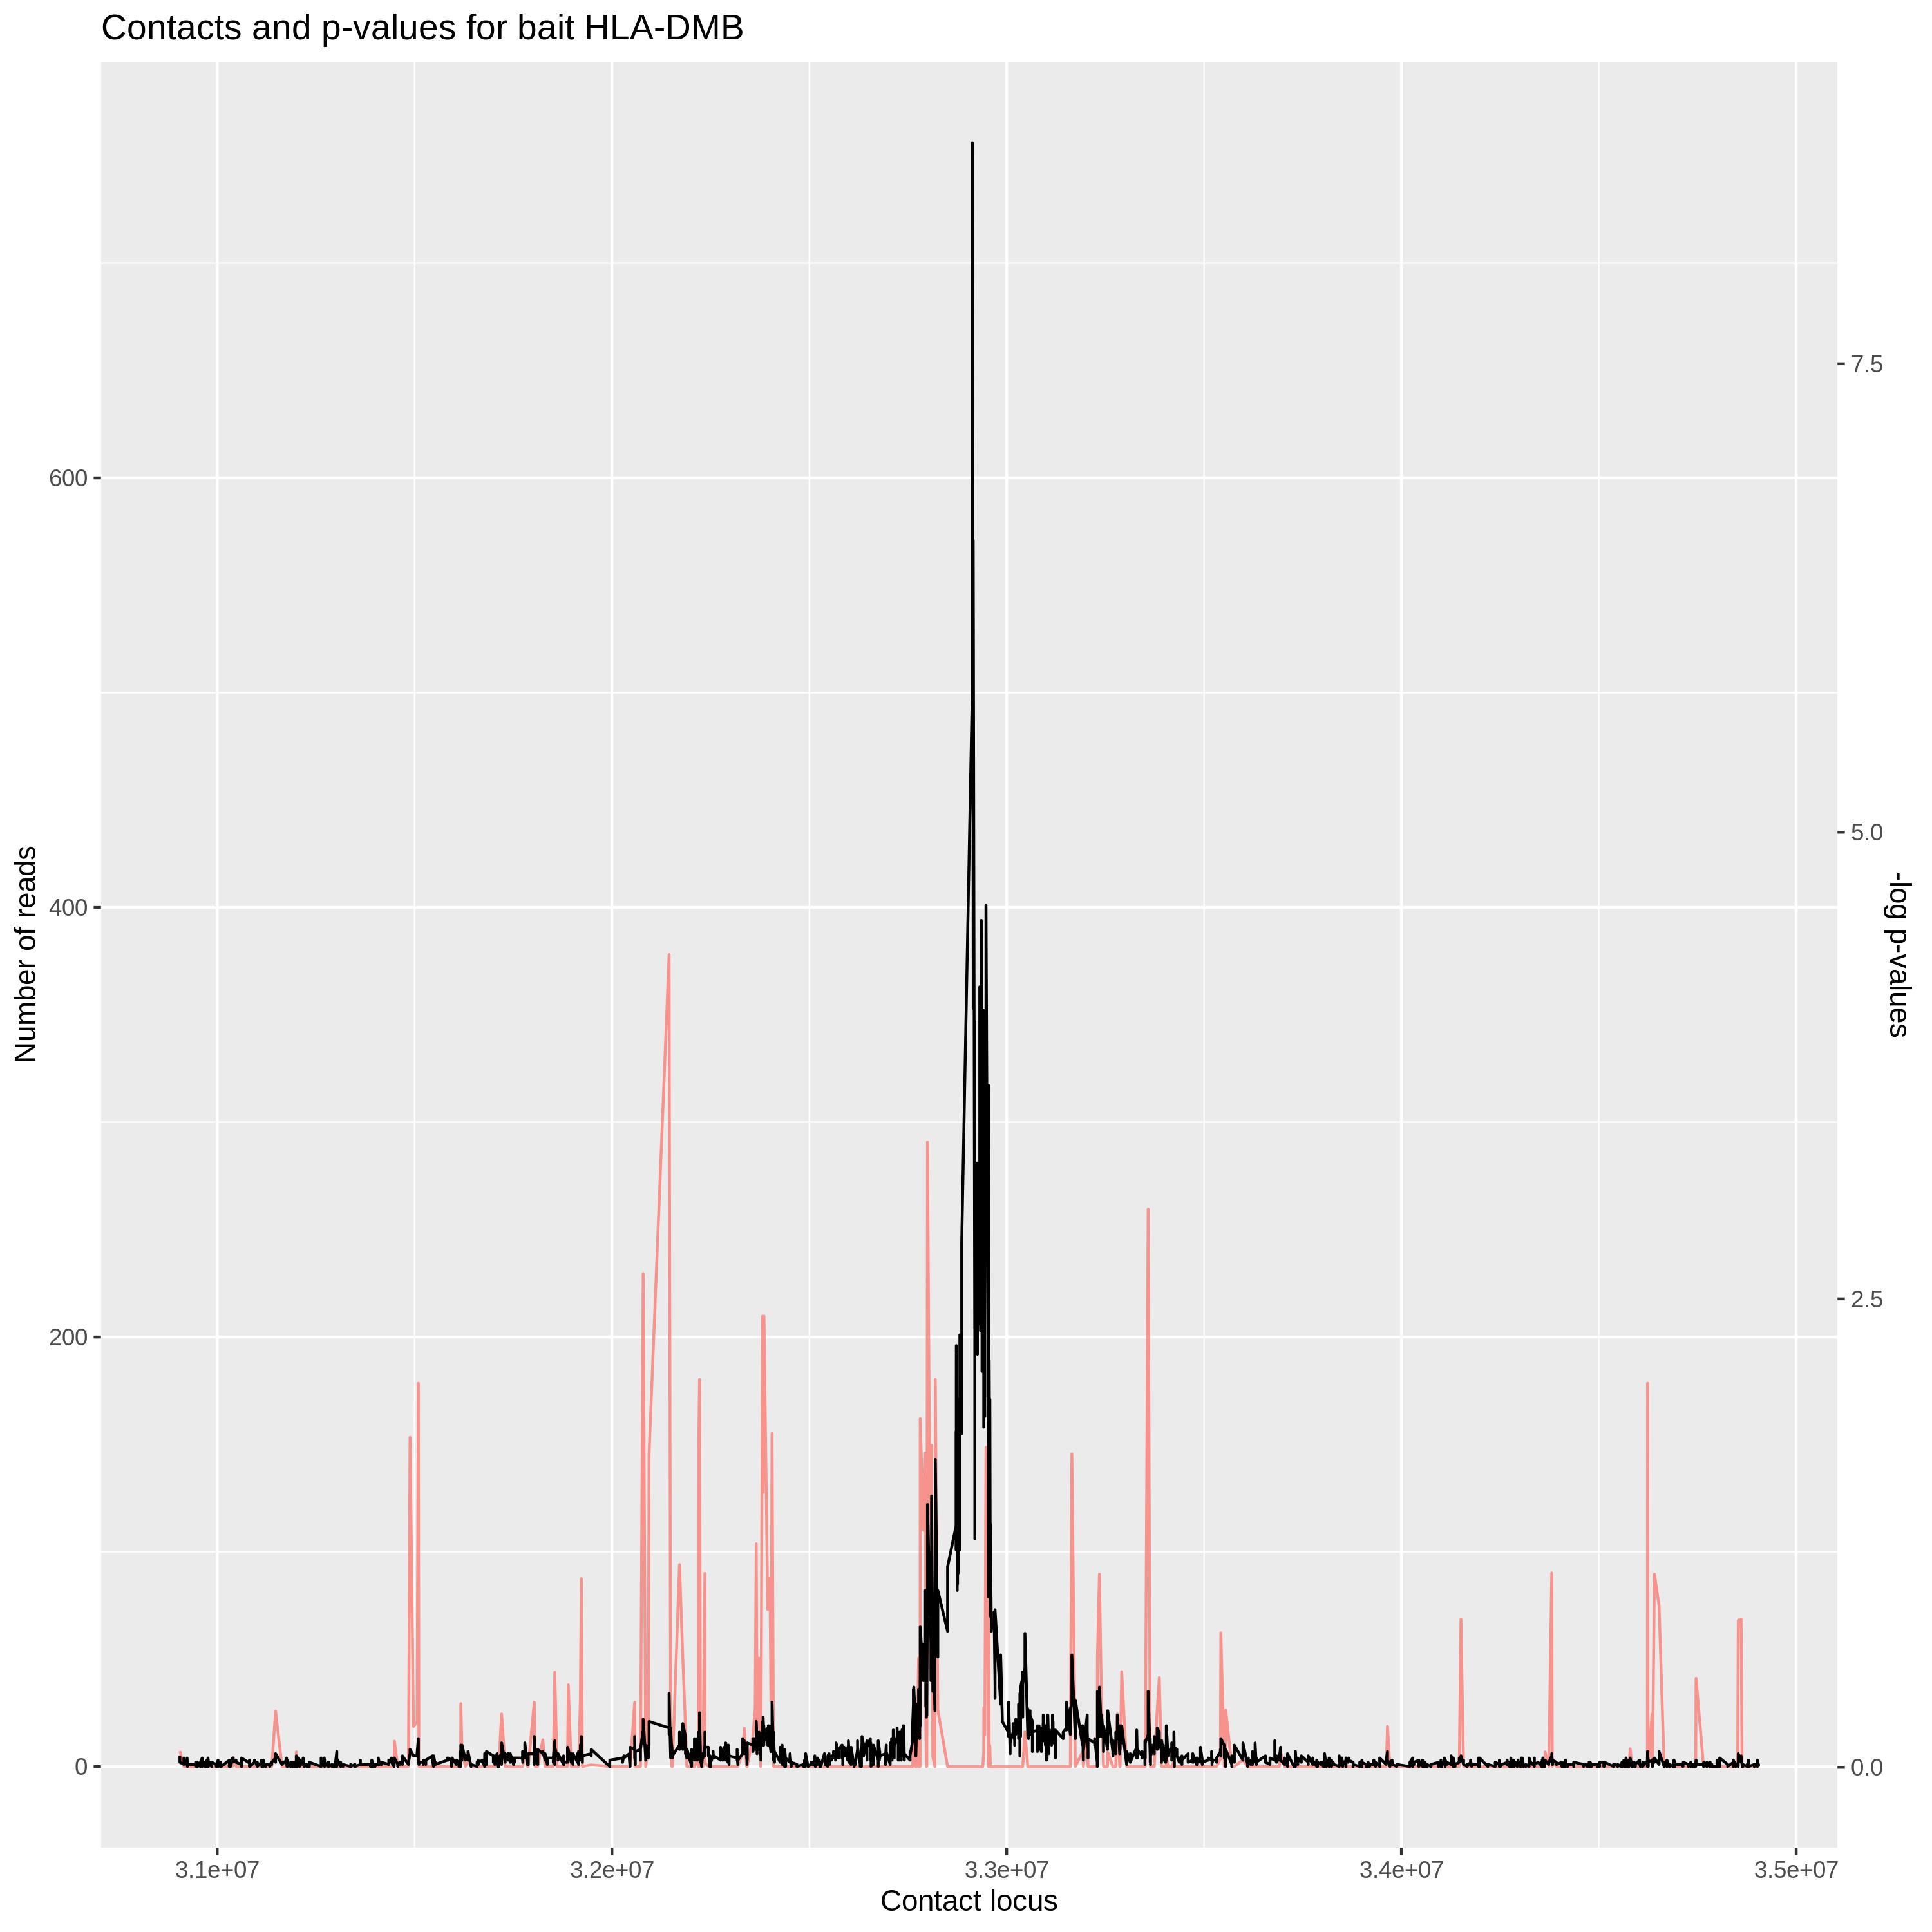 Contacts and p-values for bait HLA-DMB
Number of reads
600
400
200
0
7.5
5.0
2.5
0.0
-log p-values
3.1e+07 3.2e+07 3.3e+07 3.4e+07 3.5e+07
Contact locus